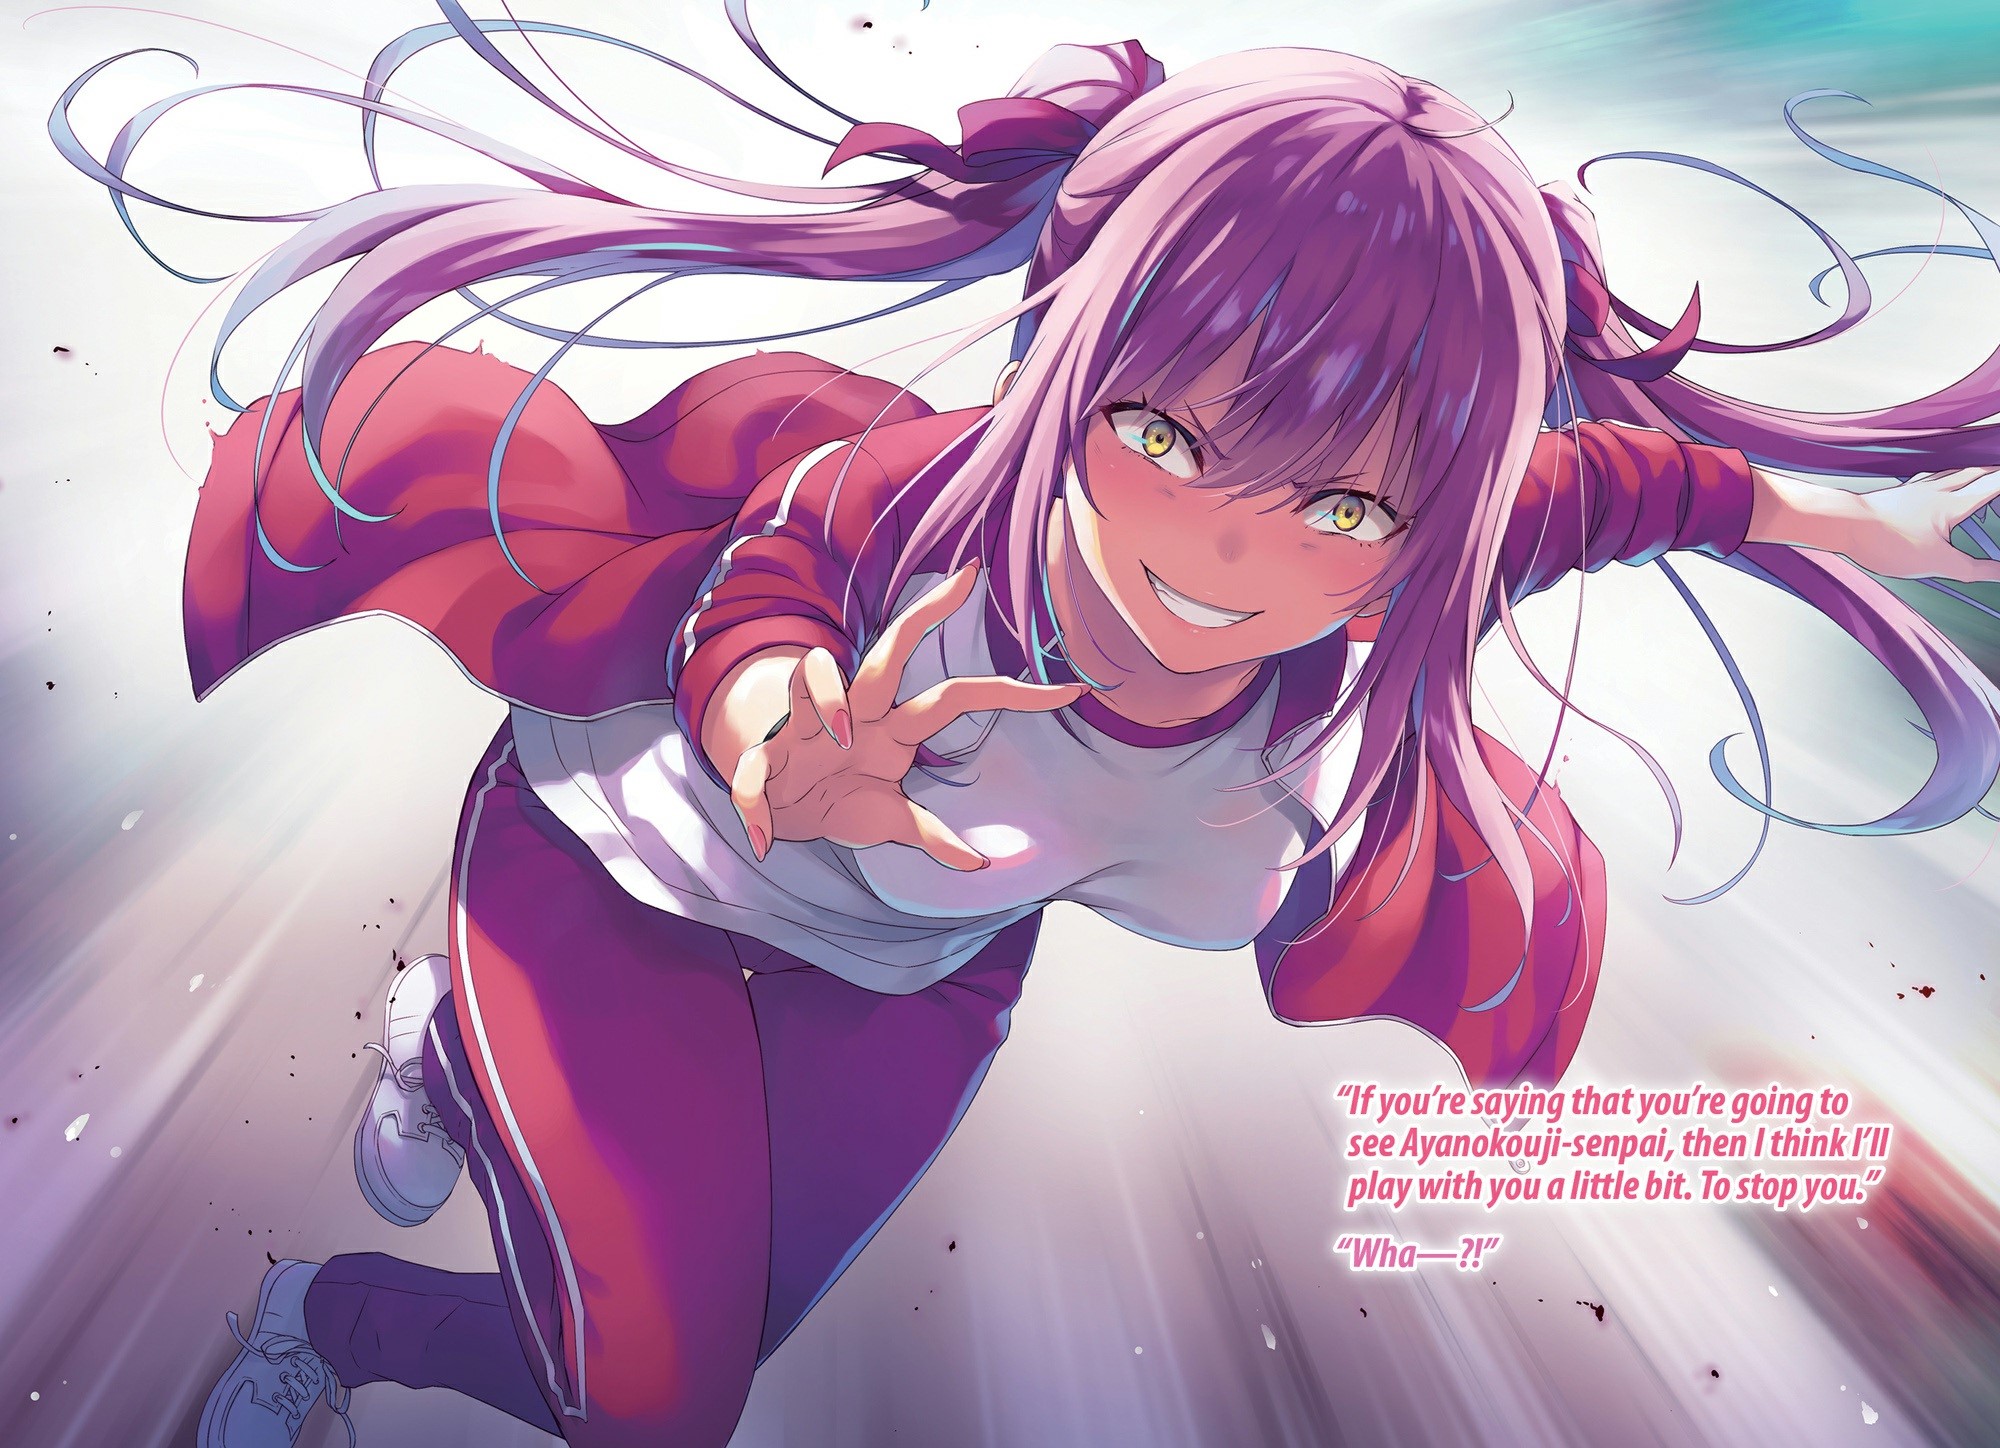 “If you’re saying that you’re going to
see Ayanokouji-senpai, then I think I’ll
play with you a little bit. To stop you.”
“Wha—?!”